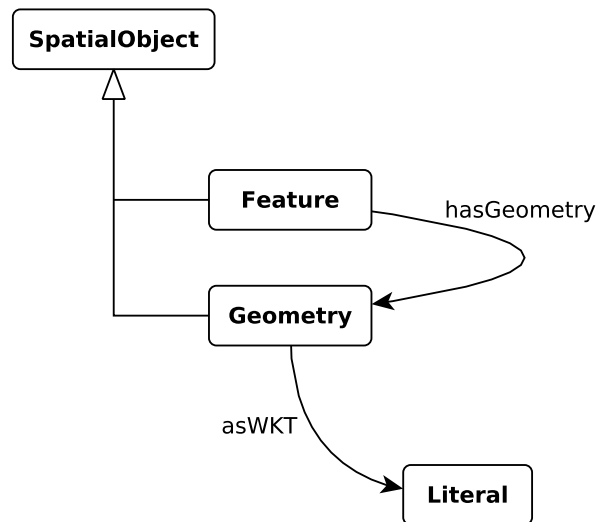 SpatialObject
Feature
hasGeometry
Geometry
asWKT
Literal